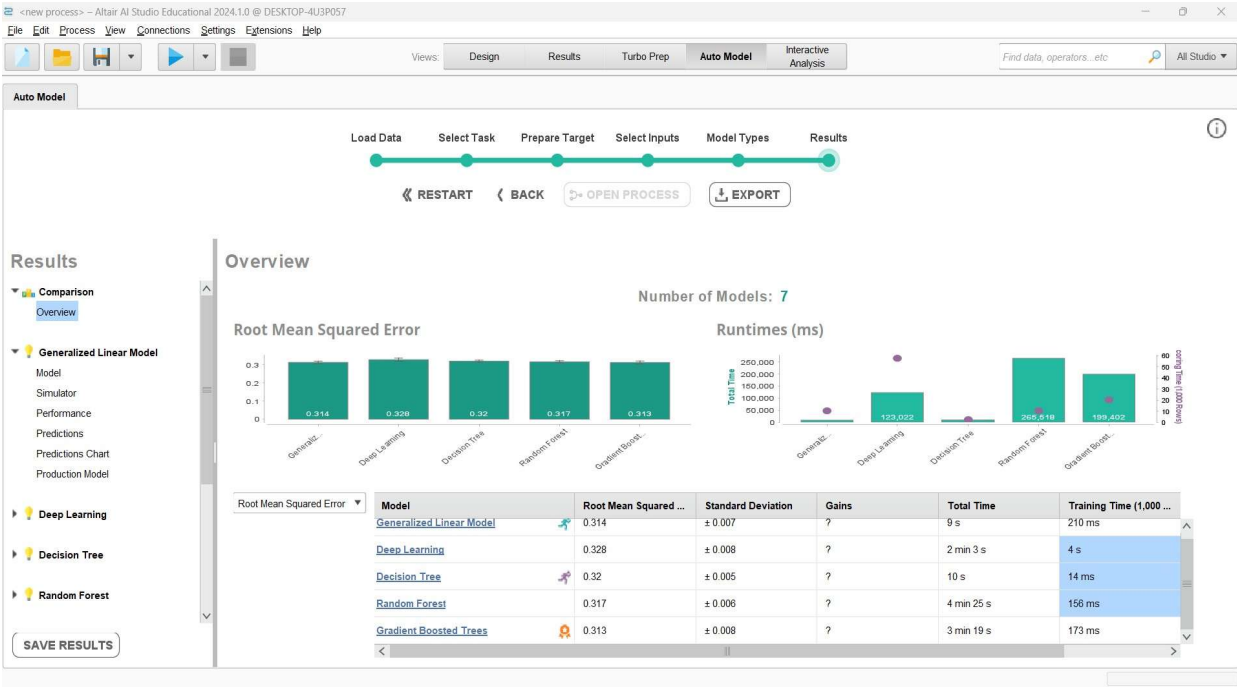 <new process> – Altair AI Studio Educational 2024.1.0 @ DESKTOP-4U3P057
File Edit Process View Connections Settings Extensions Help
Views: Design Results Turbo Prep Auto Model Interactive Analysis
Find data, operators...etc
All Studio
Auto Model
Load Data Select Task Prepare Target Select Inputs Model Types Results
RESTART BACK OPEN PROCESS EXPORT
Results
Comparison
Overview
Generalized Linear Model
Model
Simulator
Performance
Predictions
Predictions Chart
Production Model
Deep Learning
Decision Tree
Random Forest
SAVE RESULTS
Overview
Number of Models: 7
Root Mean Squared Error
0.3
0.2
0.1
0
0.314 0.328 0.32 0.317 0.313
Generaliz... Deep Learning Decision Tree Random Forest Gradient Boost...
Runtimes (ms)
Total Time
250,000
200,000
150,000
100,000
50,000
0
123,022 265,518 199,402
60
50
40
30
20
10
0
coring Time (1,000 Rows)
Generaliz... Deep Learning Decision Tree Random Forest Gradient Boost...
Root Mean Squared Error
Model Root Mean Squared ... Standard Deviation Gains Total Time Training Time (1,000 ...
Generalized Linear Model 0.314 ± 0.007 ? 9 s 210 ms
Deep Learning 0.328 ± 0.008 ? 2 min 3 s 4 s
Decision Tree 0.32 ± 0.005 ? 10 s 14 ms
Random Forest 0.317 ± 0.006 ? 4 min 25 s 156 ms
Gradient Boosted Trees 0.313 ± 0.008 ? 3 min 19 s 173 ms